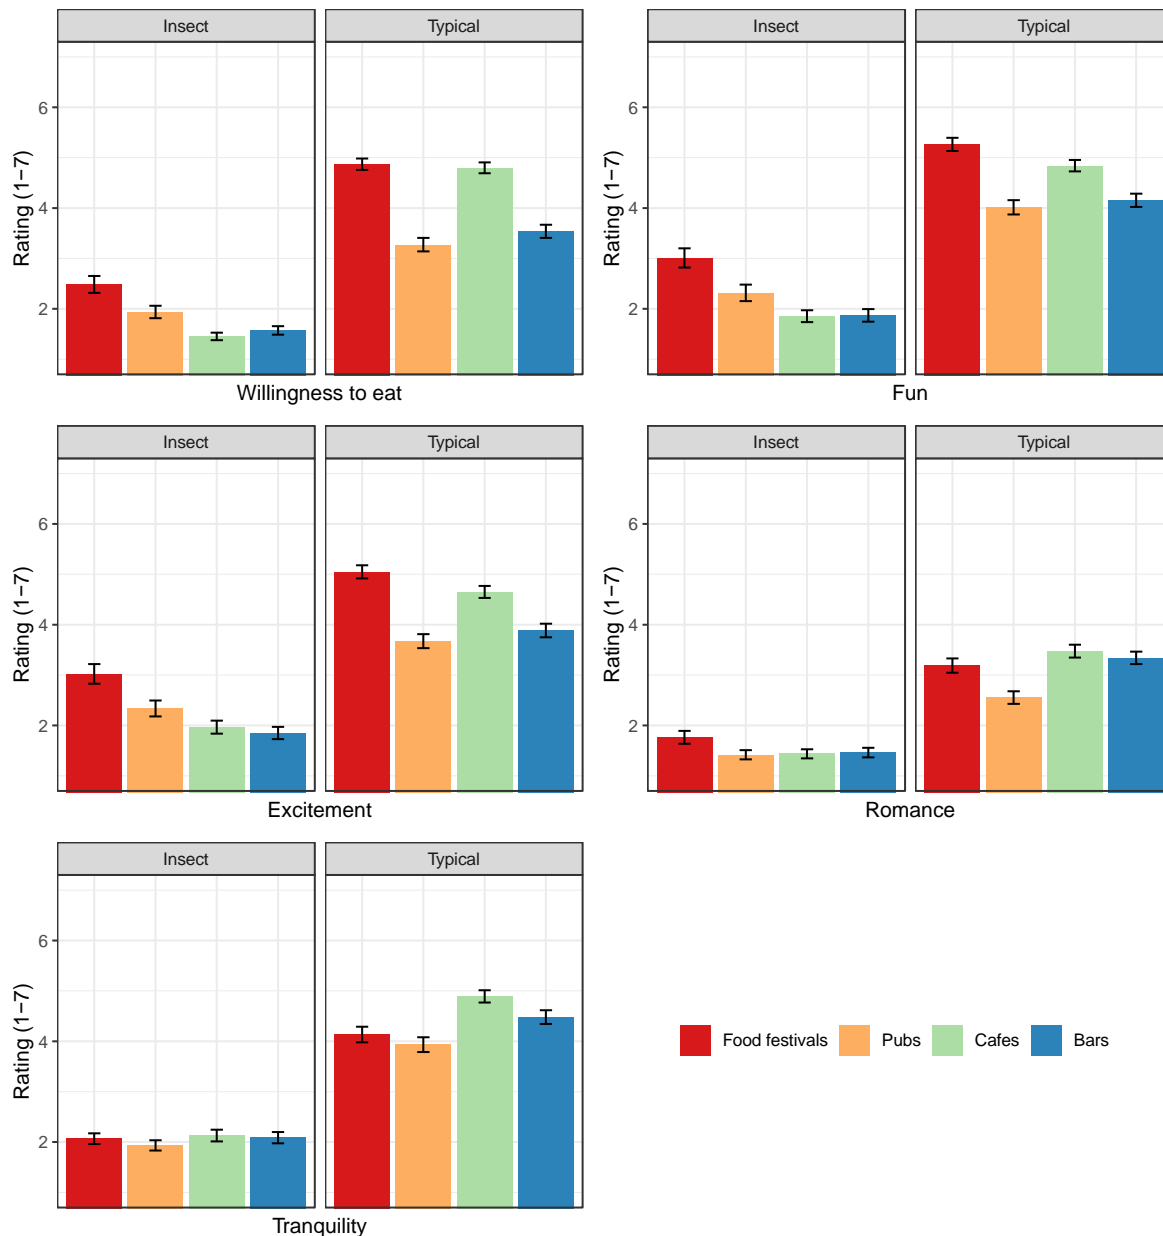 Insect Typical
6
4
2
Rating (1−7)
Willingness to eat
Insect Typical
6
4
2
Rating (1−7)
Fun
Insect Typical
6
4
2
Rating (1−7)
Excitement
Insect Typical
6
4
2
Rating (1−7)
Romance
Insect Typical
6
4
2
Rating (1−7)
Tranquility
Food festivals Pubs Cafes Bars